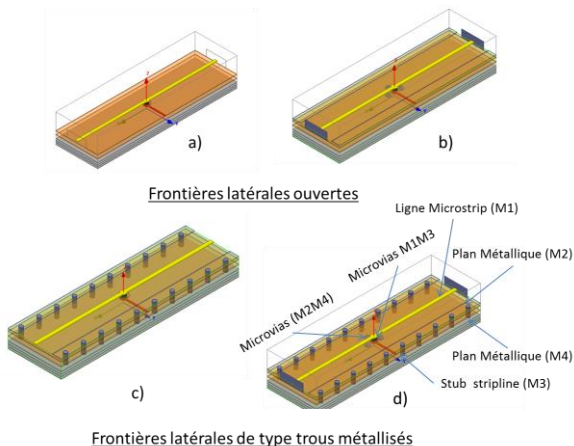 a)
b)
Frontières latérales ouvertes
Ligne Microstrip (M1)
Microvias M1M3
Plan Métallique (M2)
Microvias (M2M4)
Plan Métallique (M4)
Stub stripline (M3)
c)
d)
Frontières latérales de type trous métallisés